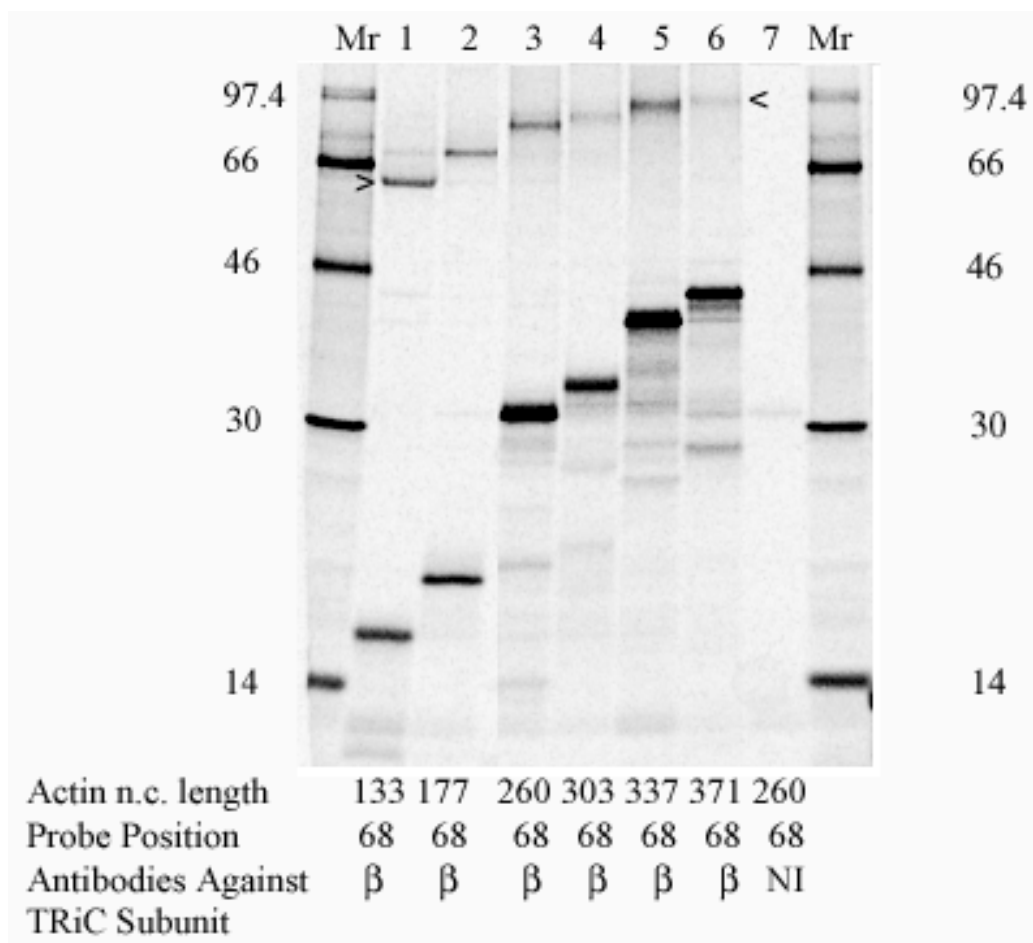 Mr 1 2 3 4 5 6 7 Mr
97.4 < 97.4
66 66
>
46 46
30 30
14 14
Actin n.c. length 133 177 260 303 337 371 260
Probe Position 68 68 68 68 68 68 68
Antibodies Against β β β β β β NI
TRiC Subunit